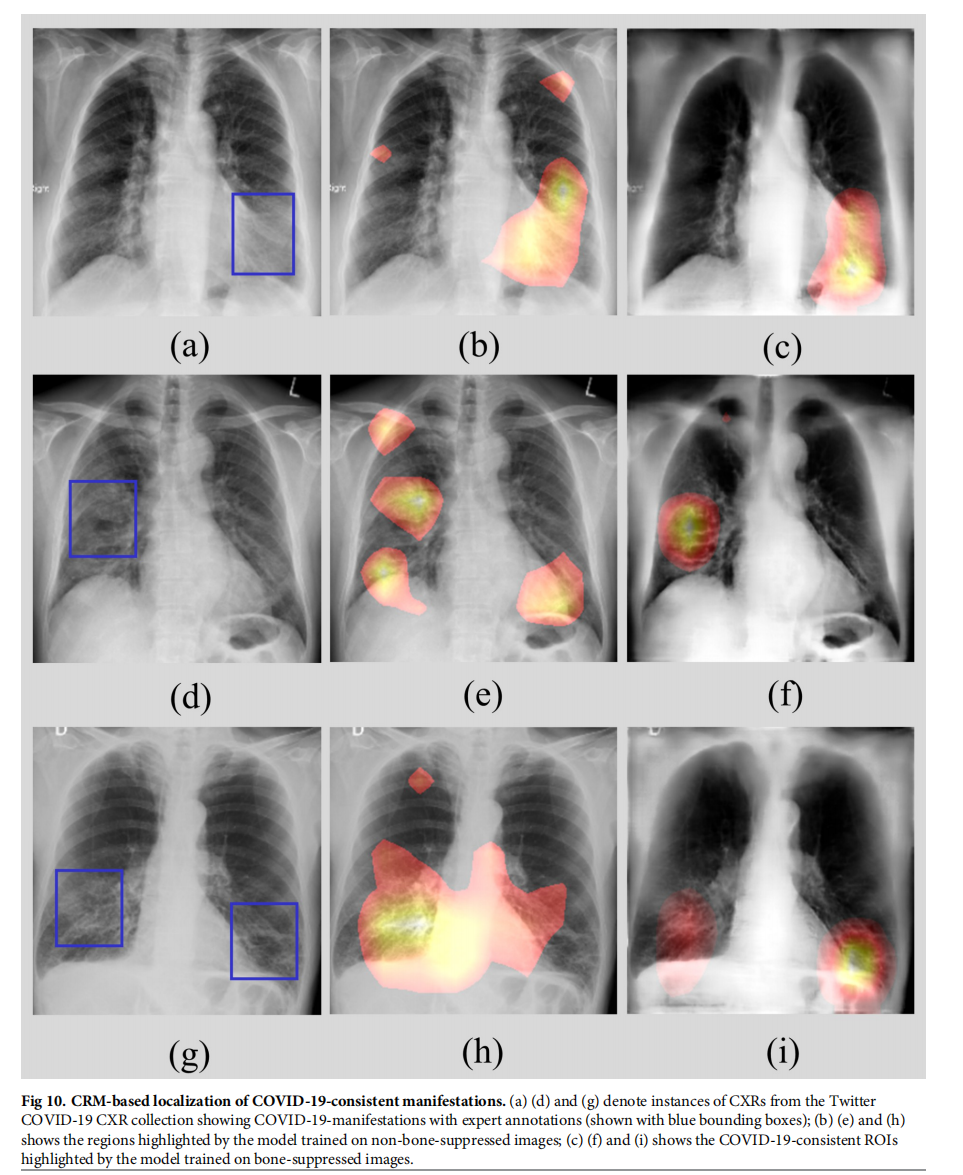 Right
Right
(a)
(b)
(c)
L
L
(d)
(e)
(f)
D
D
(g)
(h)
(i)
Fig 10. CRM-based localization of COVID-19-consistent manifestations. (a) (d) and (g) denote instances of CXRs from the Twitter
COVID-19 CXR collection showing COVID-19-manifestations with expert annotations (shown with blue bounding boxes); (b) (e) and (h)
shows the regions highlighted by the model trained on non-bone-suppressed images; (c) (f) and (i) shows the COVID-19-consistent ROIs
highlighted by the model trained on bone-suppressed images.